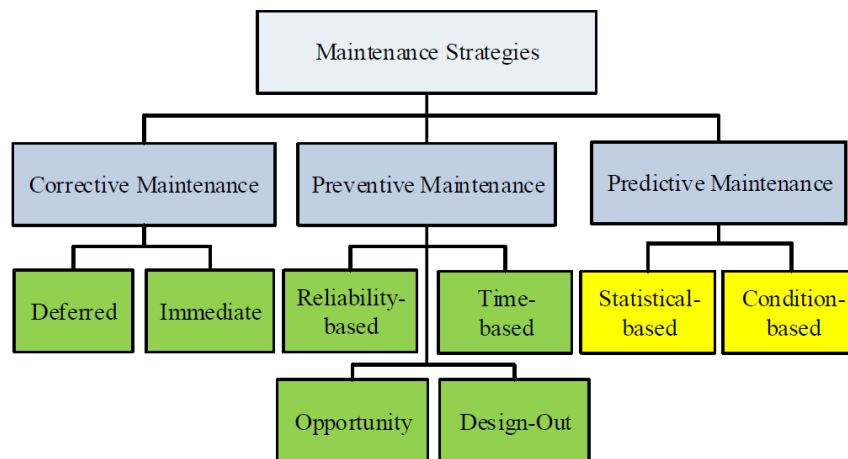 Maintenance Strategies
Corrective Maintenance
Preventive Maintenance
Predictive Maintenance
Deferred
Immediate
Reliability-
based
Time-
based
Statistical-
based
Condition-
based
Opportunity
Design-Out